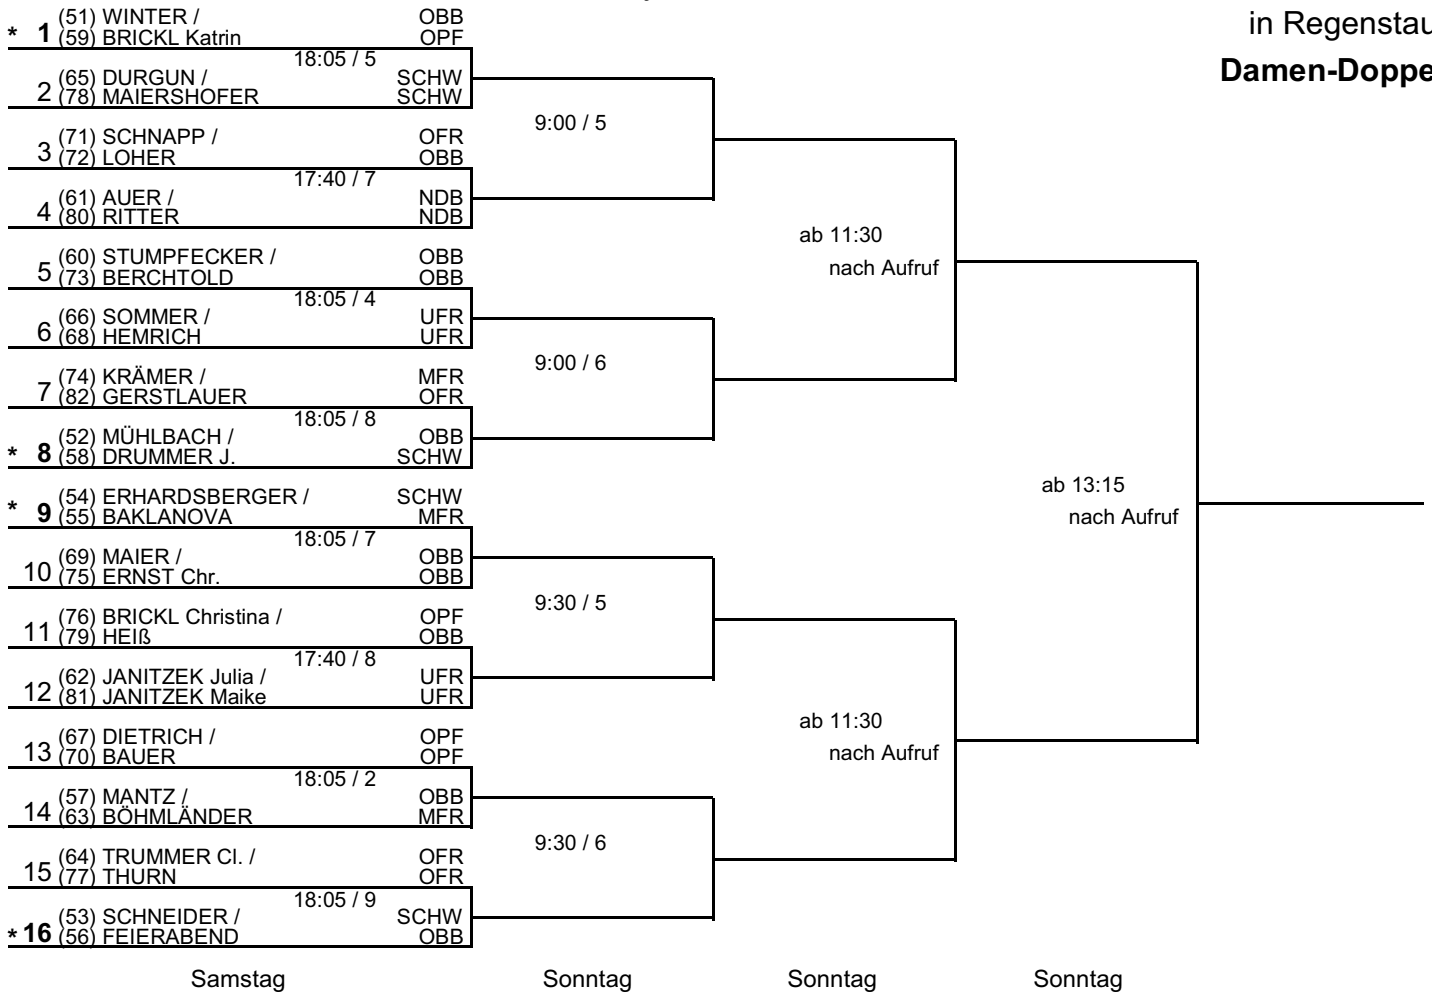 in Regenstau
Damen-Doppe
(51) WINTER / OBB
* 1 (59) BRICKL Katrin OPF
18:05 / 5
(65) DURGUN / SCHW
2 (78) MAIERSHOFER SCHW
9:00 / 5
(71) SCHNAPP / OFR
3 (72) LOHER OBB
17:40 / 7
(61) AUER / NDB
4 (80) RITTER NDB
ab 11:30
nach Aufruf
(60) STUMPFECKER / OBB
5 (73) BERCHTOLD OBB
18:05 / 4
(66) SOMMER / UFR
6 (68) HEMRICH UFR
9:00 / 6
(74) KRÄMER / MFR
7 (82) GERSTLAUER OFR
18:05 / 8
(52) MÜHLBACH / OBB
* 8 (58) DRUMMER J. SCHW
ab 13:15
nach Aufruf
(54) ERHARDSBERGER / SCHW
* 9 (55) BAKLANOVA MFR
18:05 / 7
(69) MAIER / OBB
10 (75) ERNST Chr. OBB
9:30 / 5
(76) BRICKL Christina / OPF
11 (79) HEIß OBB
17:40 / 8
(62) JANITZEK Julia / UFR
12 (81) JANITZEK Maike UFR
ab 11:30
nach Aufruf
(67) DIETRICH / OPF
13 (70) BAUER OPF
18:05 / 2
(57) MANTZ / OBB
14 (63) BÖHMLÄNDER MFR
9:30 / 6
(64) TRUMMER Cl. / OFR
15 (77) THURN OFR
18:05 / 9
(53) SCHNEIDER / SCHW
* 16 (56) FEIERABEND OBB
Samstag Sonntag Sonntag Sonntag